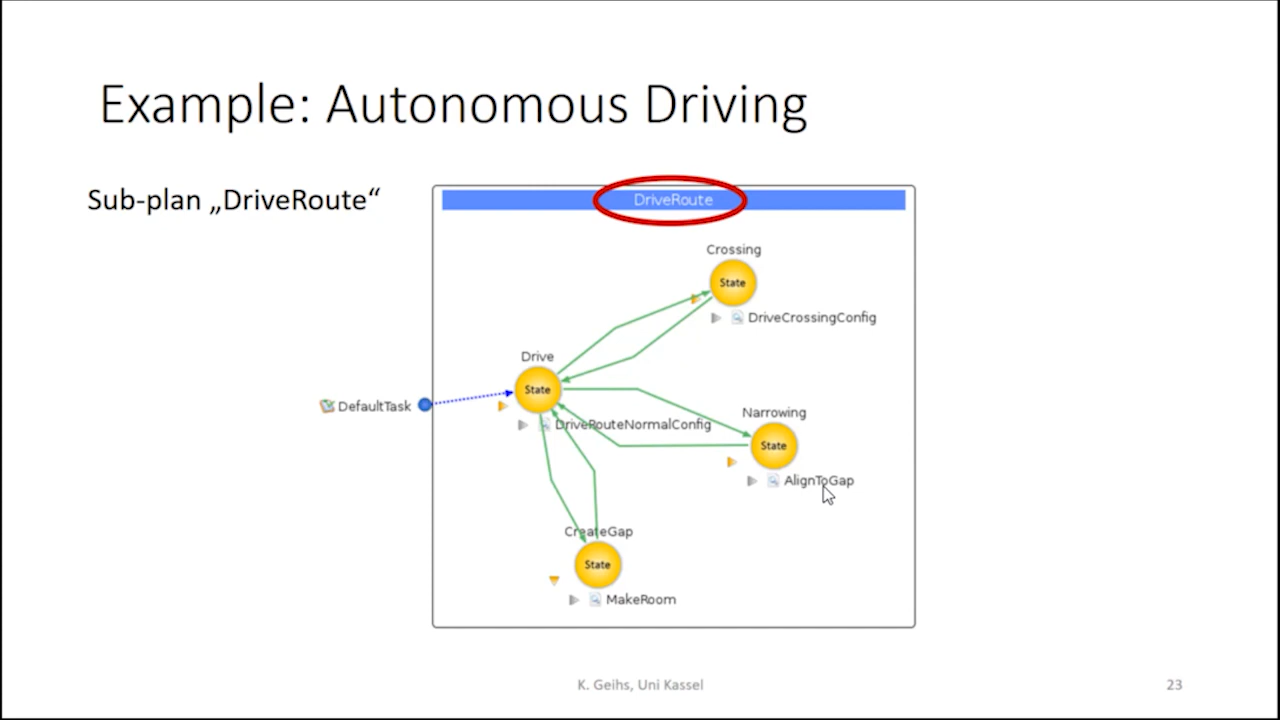 Example: Autonomous Driving
Sub-plan „DriveRoute“
DriveRoute
Crossing
State
DriveCrossingConfig
Drive
State
DefaultTask
DriveRouteNormalConfig
Narrowing
State
AlignToGap
CreateGap
State
MakeRoom
K. Geihs, Uni Kassel
23